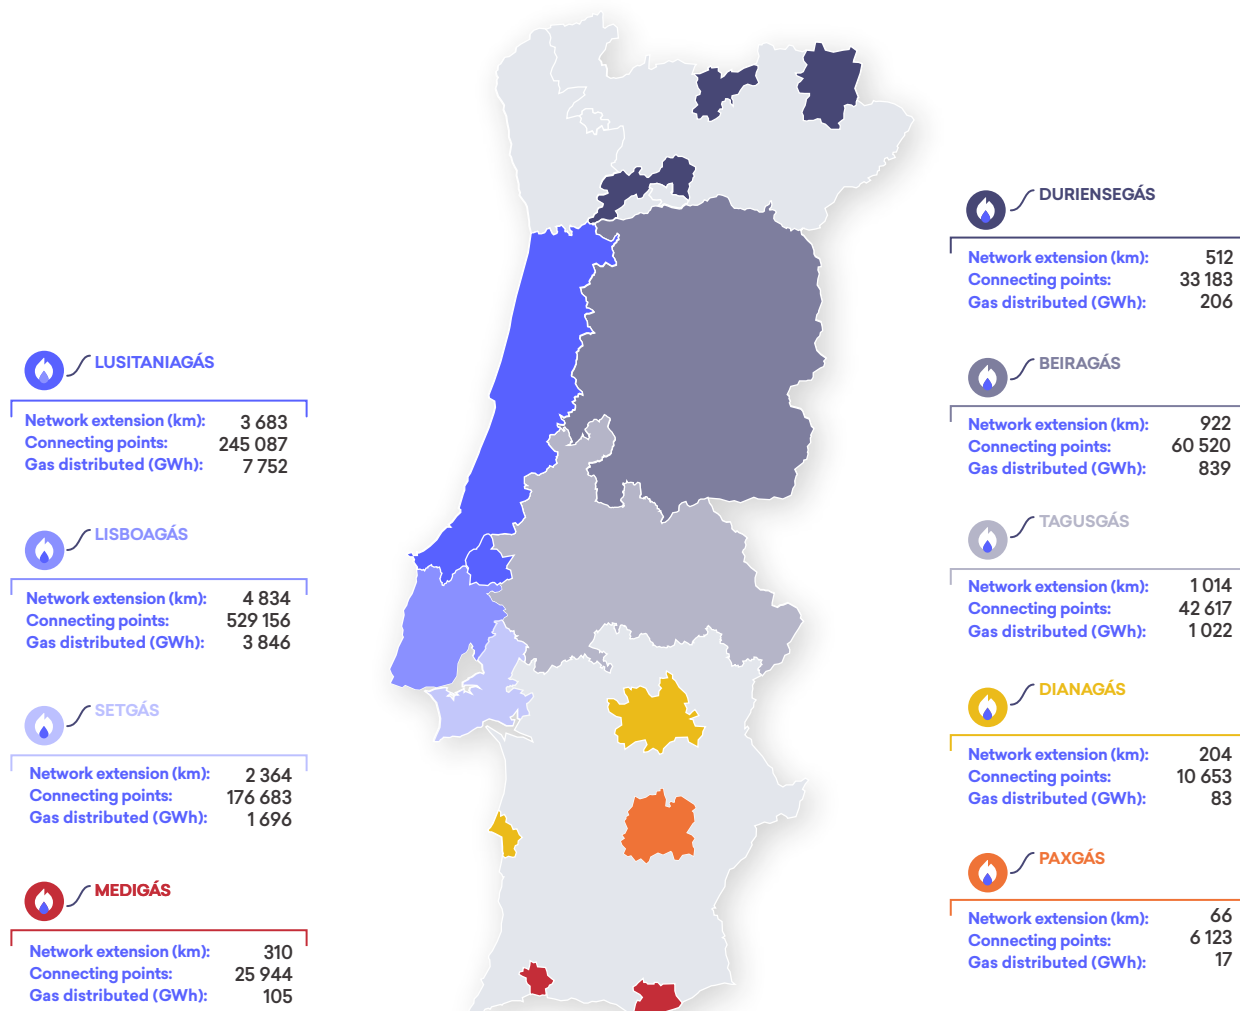 LUSITANIAGÁS
Network extension (km): 3 683
Connecting points: 245 087
Gas distributed (GWh): 7 752
LISBOAGÁS
Network extension (km): 4 834
Connecting points: 529 156
Gas distributed (GWh): 3 846
SETGÁS
Network extension (km): 2 364
Connecting points: 176 683
Gas distributed (GWh): 1 696
MEDIGÁS
Network extension (km): 310
Connecting points: 25 944
Gas distributed (GWh): 105
DURIENSEGÁS
Network extension (km): 512
Connecting points: 33 183
Gas distributed (GWh): 206
BEIRAGÁS
Network extension (km): 922
Connecting points: 60 520
Gas distributed (GWh): 839
TAGUSGÁS
Network extension (km): 1 014
Connecting points: 42 617
Gas distributed (GWh): 1 022
DIANAGÁS
Network extension (km): 204
Connecting points: 10 653
Gas distributed (GWh): 83
PAXGÁS
Network extension (km): 66
Connecting points: 6 123
Gas distributed (GWh): 17